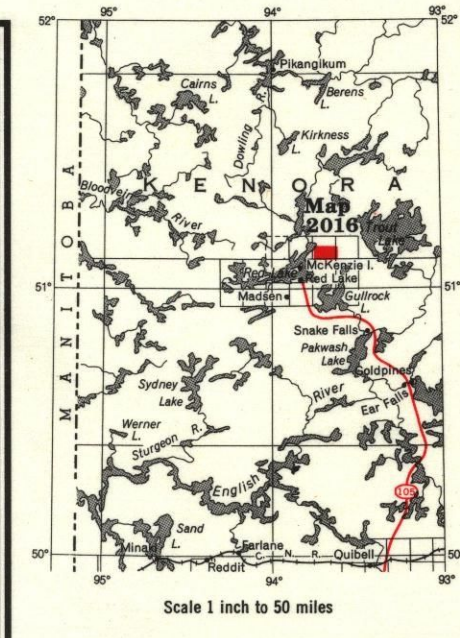 52° 95° 94° 93° 52°
Pikangikum
Cairns
L.
Berens
L.
Dowling R.
Kirkness
L.
KENORA
Bloodvein
River
Map
2016
Trout
Lake
MANITOBA
McKenzie I.
Red Lake
Red Lake
51° 51°
Madsen
Gullrock
L.
Snake Falls
Pakwash
Lake
Goldpines
Sydney
Lake
River
Ear Falls
Werner
L.
Sturgeon R.
English
105
Sand
L.
Minaki
Farlane
C. N. R.
Quibell
50° 50°
Reddit
95° 94° 93°
Scale 1 inch to 50 miles